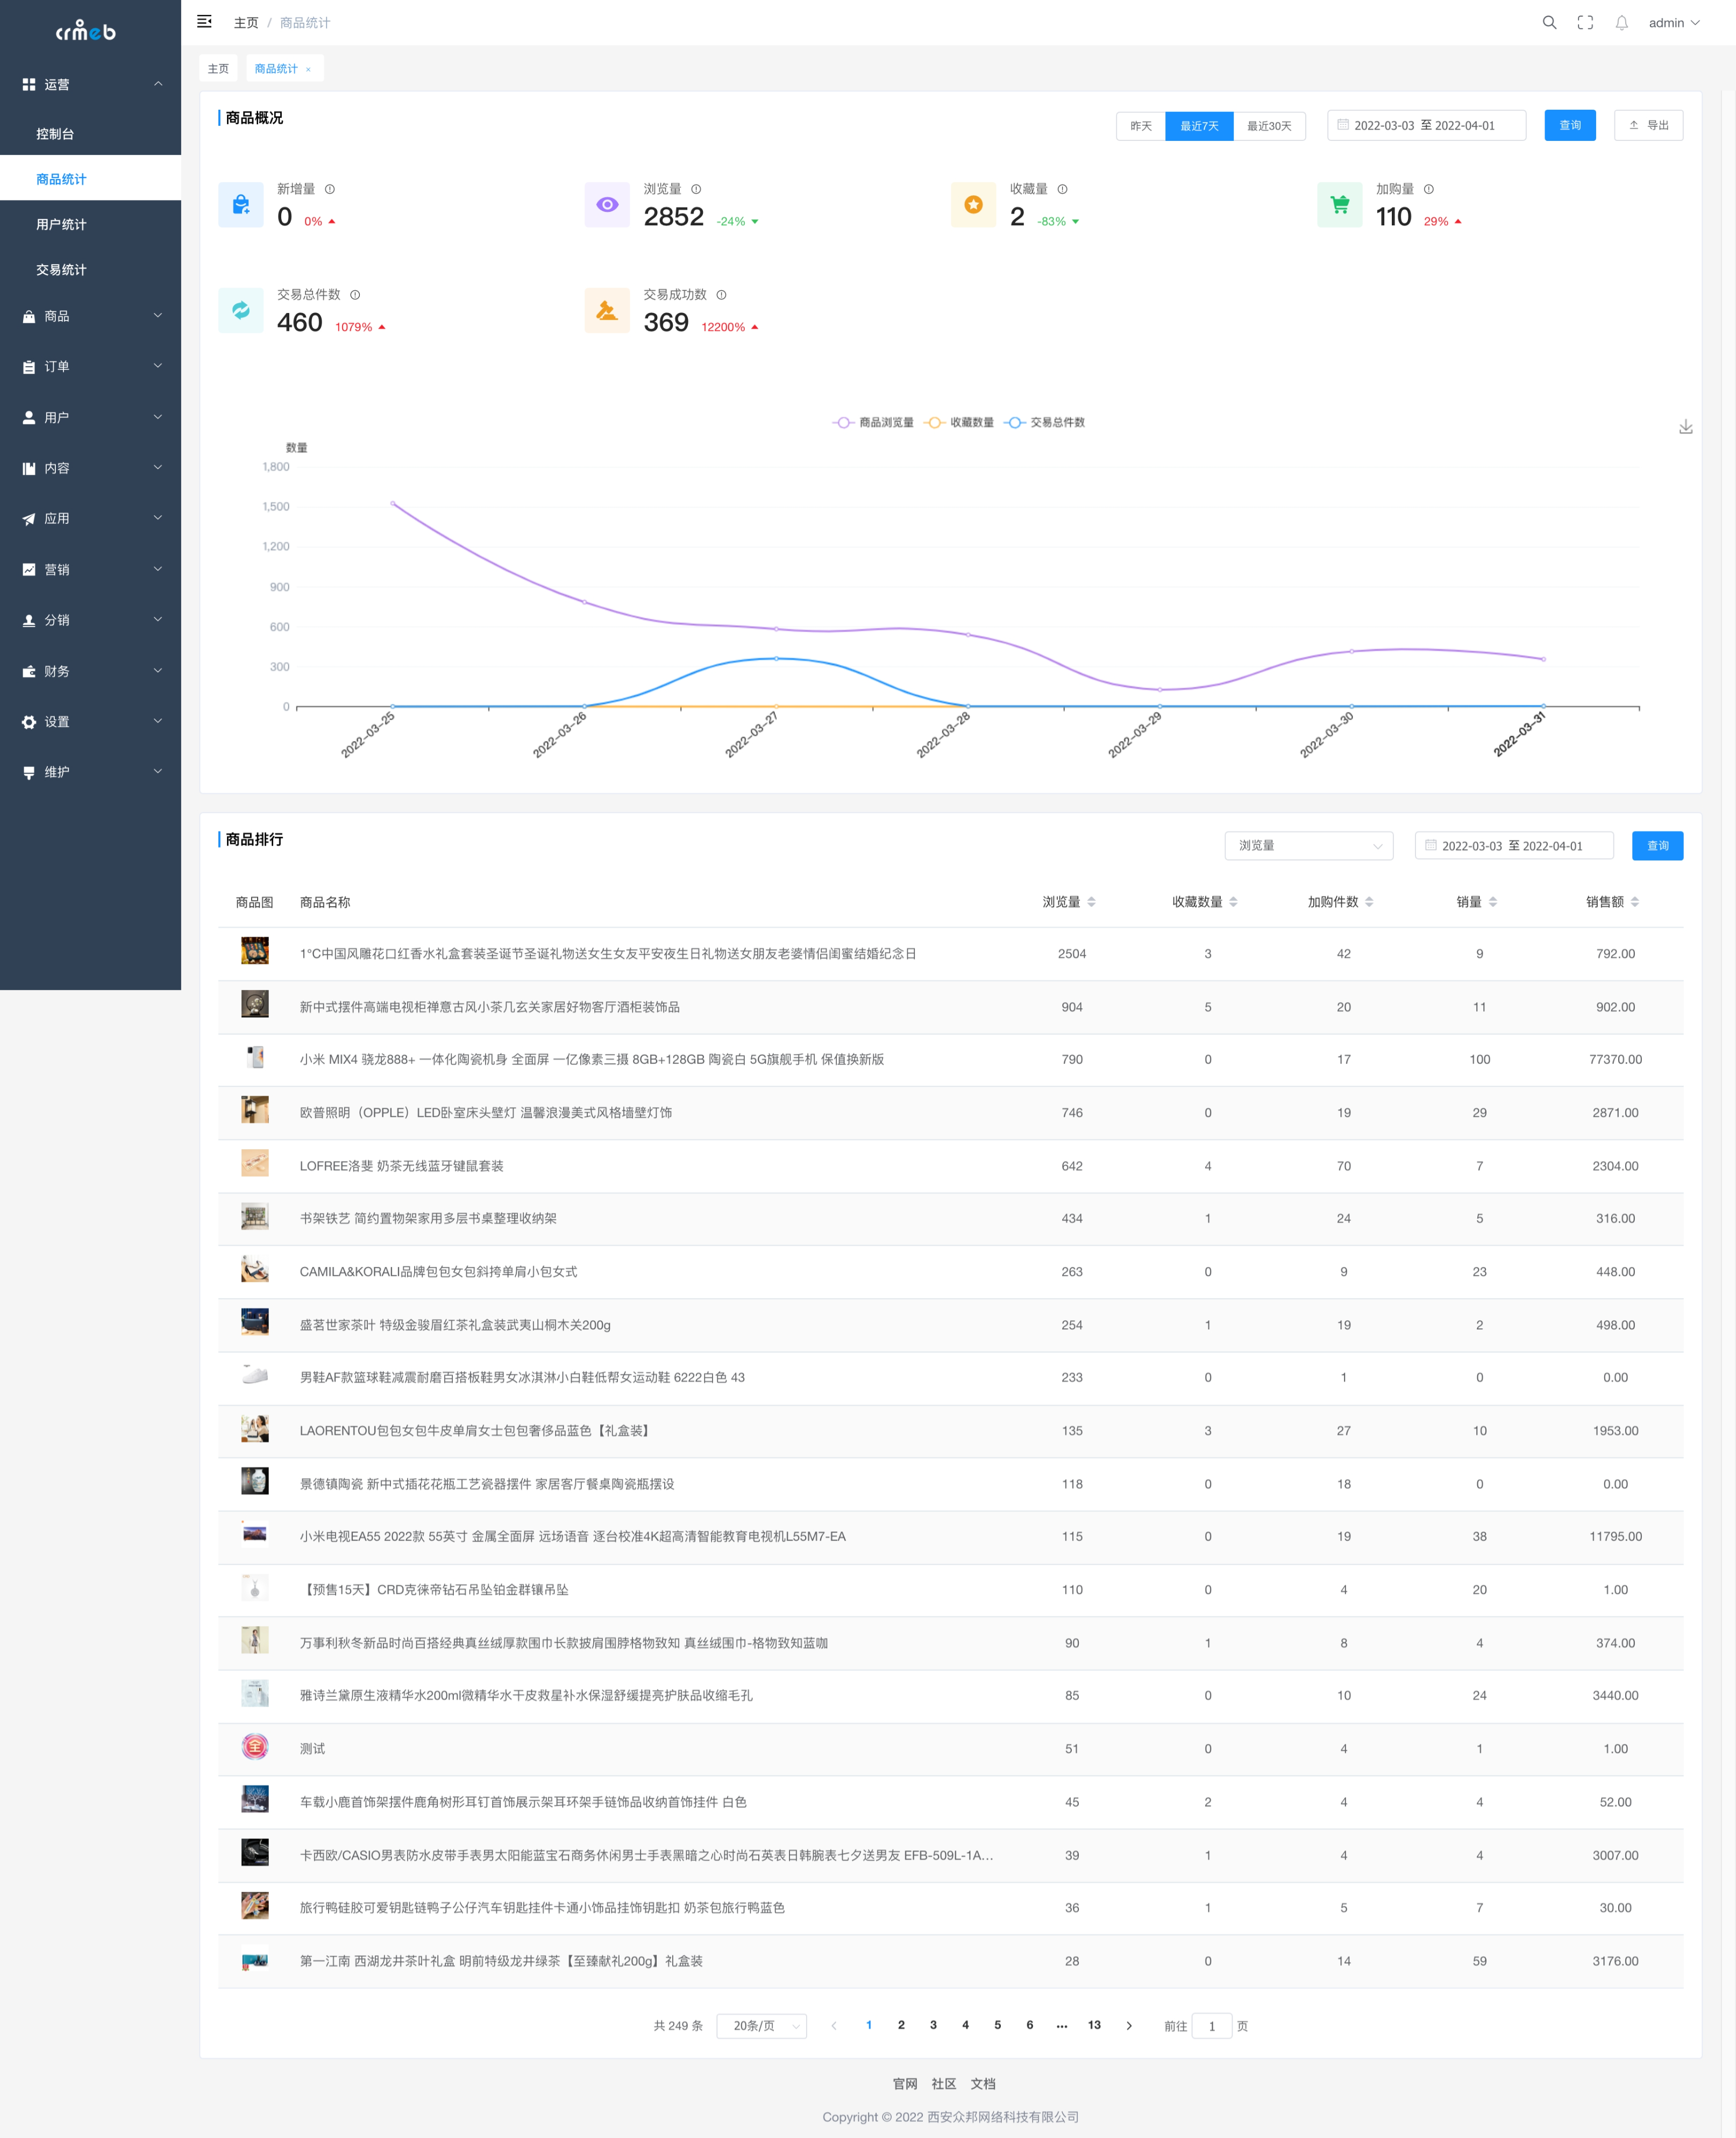 crmeb
主页 / 商品统计
admin
运营
控制台
商品统计
用户统计
交易统计
商品
订单
用户
内容
应用
营销
分销
财务
设置
维护
主页
商品统计 ×
商品概况
昨天 最近7天 最近30天 2022-03-03 至 2022-04-01 查询 导出
新增量
0 0%
浏览量
2852 -24%
收藏量
2 -83%
加购量
110 29%
交易总件数
460 1079%
交易成功数
369 12200%
商品浏览量 收藏数量 交易总件数
数量
1,800
1,500
1,200
900
600
300
0
2022-03-25 2022-03-26 2022-03-27 2022-03-28 2022-03-29 2022-03-30 2022-03-31
商品排行
浏览量 2022-03-03 至 2022-04-01 查询
商品图 商品名称 浏览量 收藏数量 加购件数 销量 销售额
1°C中国风雕花口红香水礼盒套装圣诞节圣诞礼物送女生女友平安夜生日礼物送女朋友老婆情侣闺蜜结婚纪念日 2504 3 42 9 792.00
新中式摆件高端电视柜禅意古风小茶几玄关家居好物客厅酒柜装饰品 904 5 20 11 902.00
小米 MIX4 骁龙888+ 一体化陶瓷机身 全面屏 一亿像素三摄 8GB+128GB 陶瓷白 5G旗舰手机 保值换新版 790 0 17 100 77370.00
欧普照明（OPPLE）LED卧室床头壁灯 温馨浪漫美式风格墙壁灯饰 746 0 19 29 2871.00
LOFREE洛斐 奶茶无线蓝牙键鼠套装 642 4 70 7 2304.00
书架铁艺 简约置物架家用多层书桌整理收纳架 434 1 24 5 316.00
CAMILA&KORALI品牌包包女包斜挎单肩小包女式 263 0 9 23 448.00
盛茗世家茶叶 特级金骏眉红茶礼盒装武夷山桐木关200g 254 1 19 2 498.00
男鞋AF款篮球鞋减震耐磨百搭板鞋男女冰淇淋小白鞋低帮女运动鞋 6222白色 43 233 0 1 0 0.00
LAORENTOU包包女包牛皮单肩女士包包奢侈品蓝色【礼盒装】 135 3 27 10 1953.00
景德镇陶瓷 新中式插花花瓶工艺瓷器摆件 家居客厅餐桌陶瓷瓶摆设 118 0 18 0 0.00
小米电视EA55 2022款 55英寸 金属全面屏 远场语音 逐台校准4K超高清智能教育电视机L55M7-EA 115 0 19 38 11795.00
【预售15天】CRD克徕帝钻石吊坠铂金群镶吊坠 110 0 4 20 1.00
万事利秋冬新品时尚百搭经典真丝绒厚款围巾长款披肩围脖格物致知 真丝绒围巾-格物致知蓝咖 90 1 8 4 374.00
雅诗兰黛原生液精华水200ml微精华水干皮救星补水保湿舒缓提亮护肤品收缩毛孔 85 0 10 24 3440.00
测试 51 0 4 1 1.00
车载小鹿首饰架摆件鹿角树形耳钉首饰展示架耳环架手链饰品收纳首饰挂件 白色 45 2 4 4 52.00
卡西欧/CASIO男表防水皮带手表男太阳能蓝宝石商务休闲男士手表黑暗之心时尚石英表日韩腕表七夕送男友 EFB-509L-1A... 39 1 4 4 3007.00
旅行鸭硅胶可爱钥匙链鸭子公仔汽车钥匙挂件卡通小饰品挂饰钥匙扣 奶茶包旅行鸭蓝色 36 1 5 7 30.00
第一江南 西湖龙井茶叶礼盒 明前特级龙井绿茶【至臻献礼200g】礼盒装 28 0 14 59 3176.00
共 249 条 20条/页 1 2 3 4 5 6 ... 13 前往 1 页
官网 社区 文档
Copyright © 2022 西安众邦网络科技有限公司